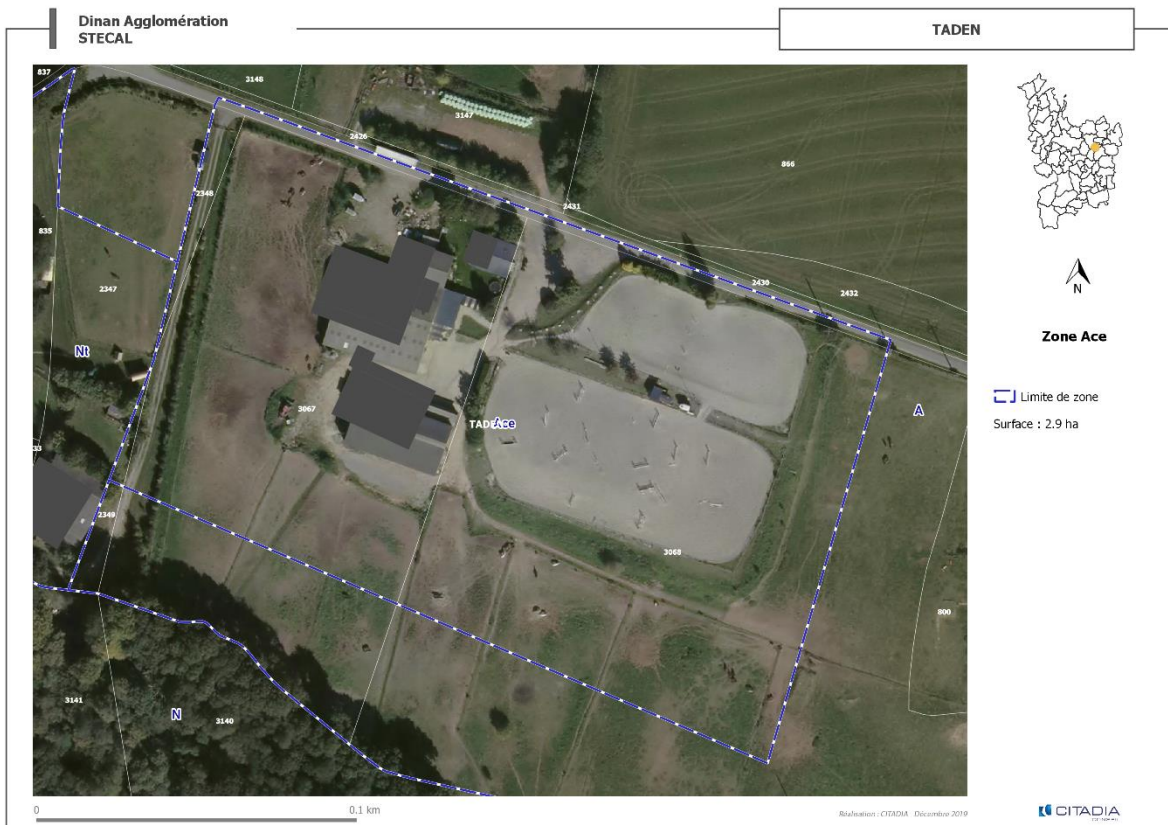 Dinan Agglomération
STECAL
TADEN
837
3148
3147
2426
866
2348
2431
835
2430
2432
2347
Nt
Zone Ace
Limite de zone
Surface : 2.9 ha
N
3067
TADEN
Ace
A
2349
3068
800
3141
N
3140
0
0.1 km
Réalisation : CITADIA Décembre 2019
CITADIA